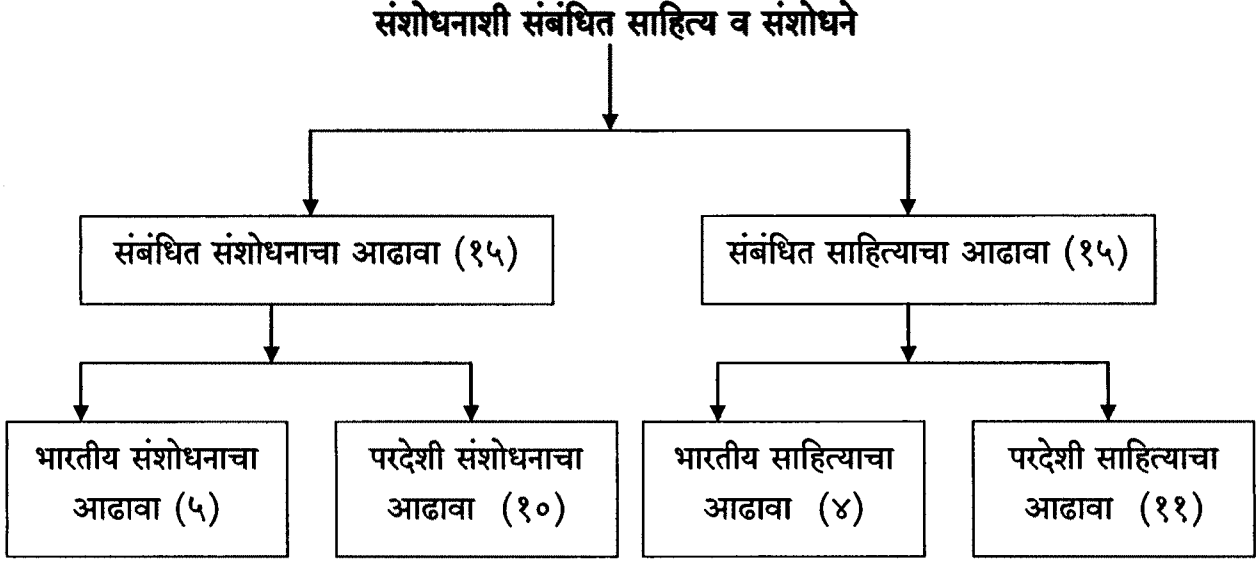 संशोधनाशी संबंधित साहित्य व संशोधने
संबंधित संशोधनाचा आढावा (१५)
संबंधित साहित्याचा आढावा (१५)
भारतीय संशोधनाचा
आढावा (५)
परदेशी संशोधनाचा
आढावा (१०)
भारतीय साहित्याचा
आढावा (४)
परदेशी साहित्याचा
आढावा (११)